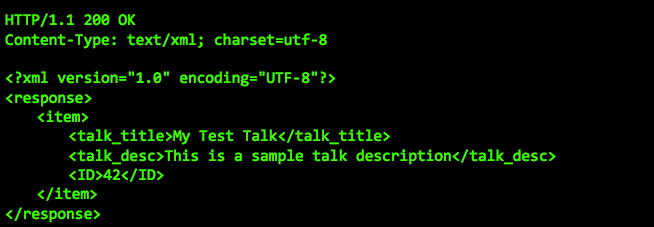 HTTP/1.1 200 OK
Content-Type: text/xml; charset=utf-8

<?xml version="1.0" encoding="UTF-8"?>
<response>
    <item>
        <talk_title>My Test Talk</talk_title>
        <talk_desc>This is a sample talk description</talk_desc>
        <ID>42</ID>
    </item>
</response>